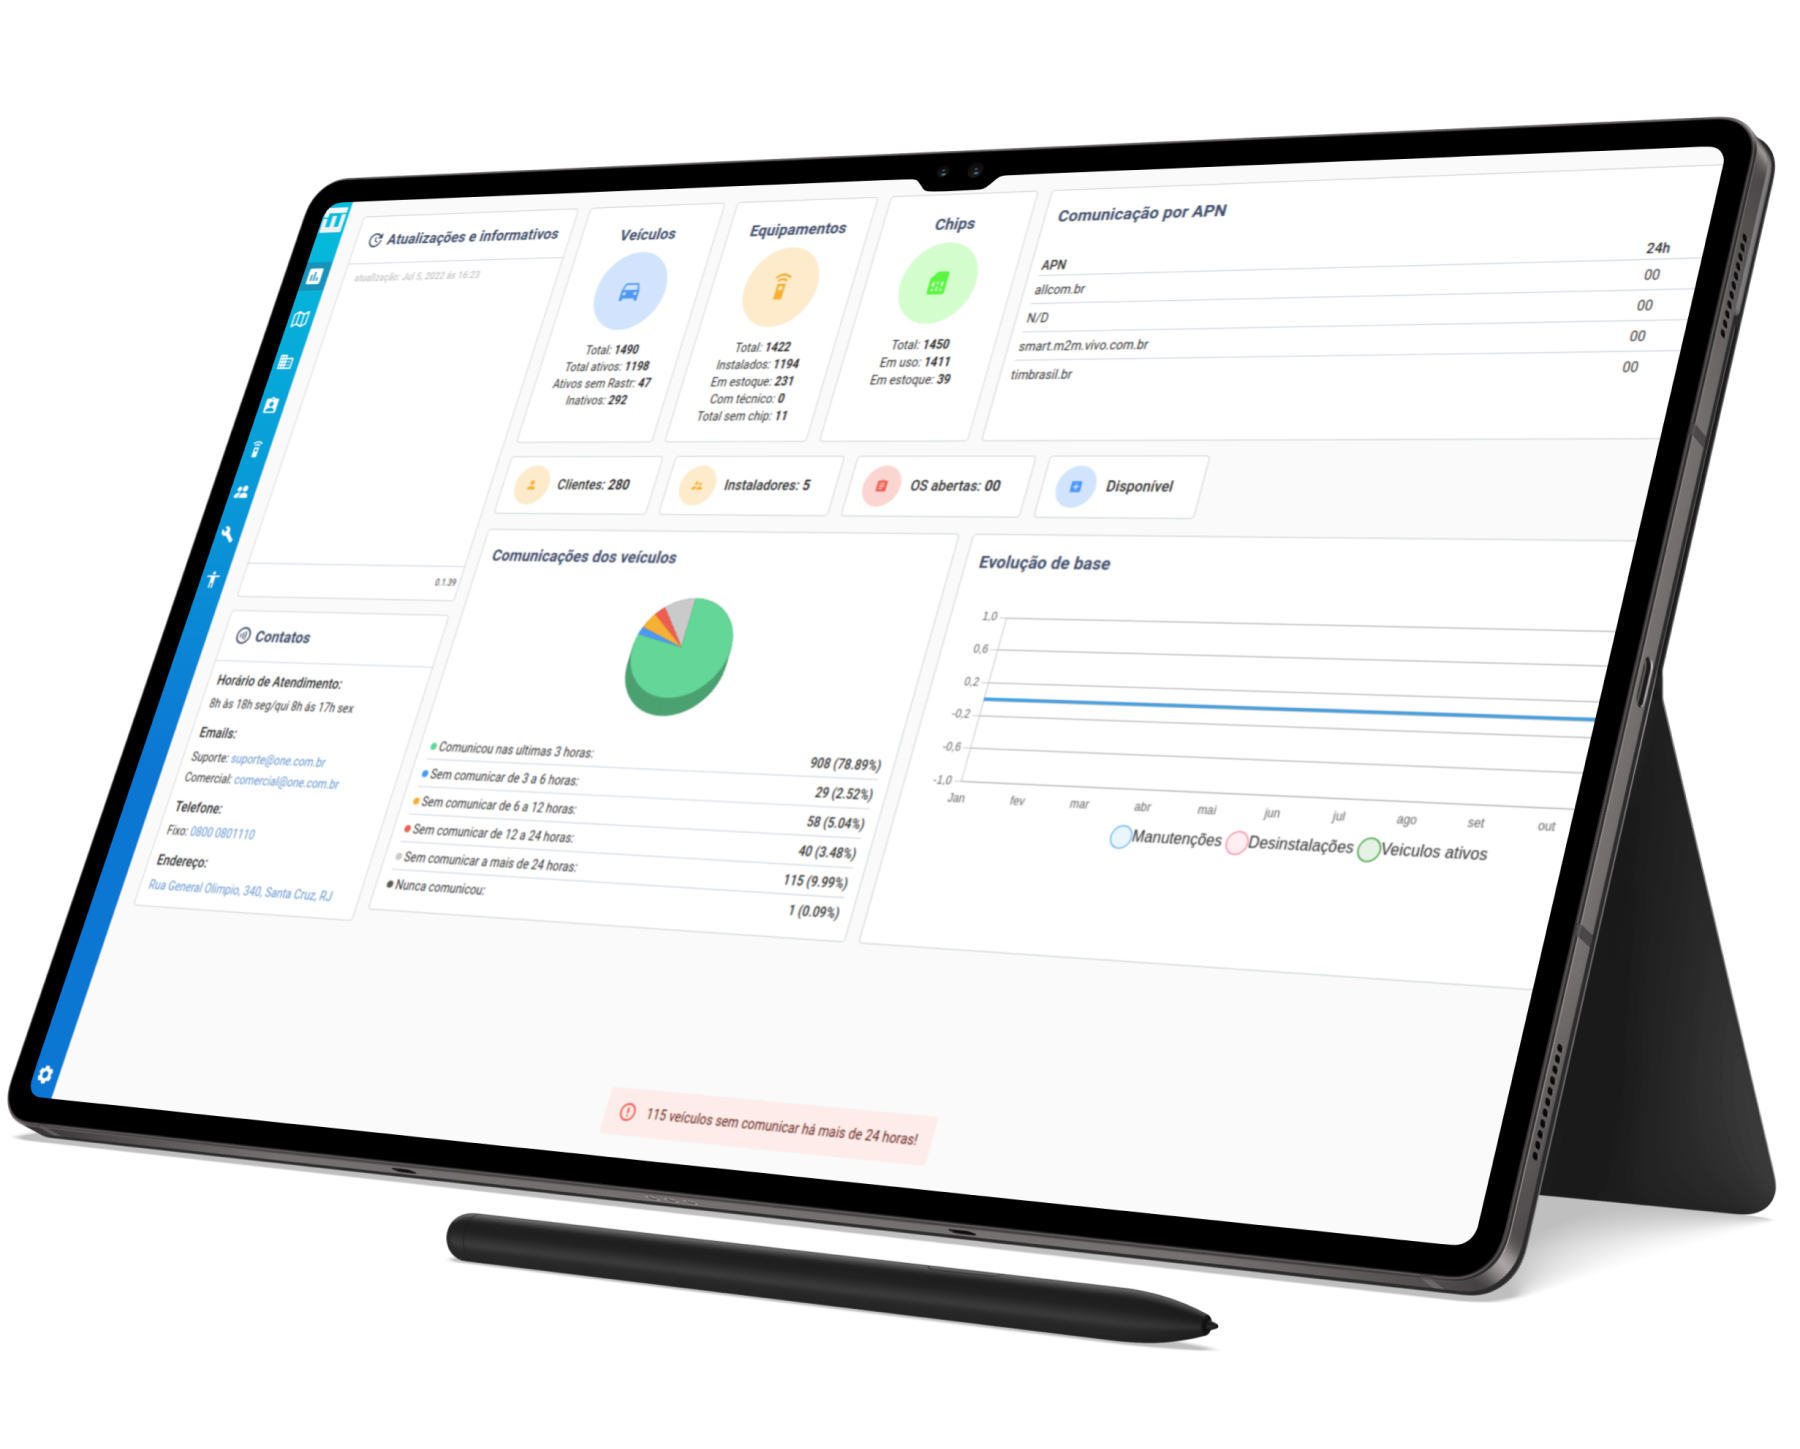 Atualizações e informativos
atualização: Jul 5, 2022 às 16:23
0.1.39
Contatos
Horário de Atendimento:
8h às 18h seg/qui 8h ás 17h sex
Emails:
Suporte: suporte@one.com.br
Comercial: comercial@one.com.br
Telefone:
Fixo: 0800 0801110
Endereço:
Rua General Olimpio, 340, Santa Cruz, RJ
Veículos
Total: 1490
Total ativos: 1198
Ativos sem Rastr: 47
Inativos: 292
Equipamentos
Total: 1422
Instalados: 1194
Em estoque: 231
Com técnico: 0
Total sem chip: 11
Chips
Total: 1450
Em uso: 1411
Em estoque: 39
Comunicação por APN
APN 24h
allcom.br 00
N/D 00
smart.m2m.vivo.com.br 00
timbrasil.br 00
Clientes: 280
Instaladores: 5
OS abertas: 00
Disponível
Comunicações dos veículos
Comunicou nas ultimas 3 horas: 908 (78.89%)
Sem comunicar de 3 a 6 horas: 29 (2.52%)
Sem comunicar de 6 a 12 horas: 58 (5.04%)
Sem comunicar de 12 a 24 horas: 40 (3.48%)
Sem comunicar a mais de 24 horas: 115 (9.99%)
Nunca comunicou: 1 (0.09%)
Evolução de base
1,0
0,6
0,2
-0,2
-0,6
-1,0
Jan fev mar abr mai jun jul ago set out
Manutenções Desinstalações Veiculos ativos
115 veículos sem comunicar há mais de 24 horas!